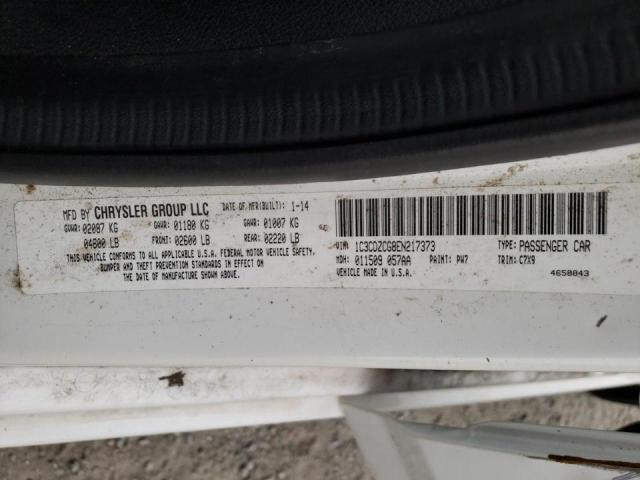 MFD BY CHRYSLER GROUP LLC DATE OF MFR(BUILT): 1-14
GVWR: 02087 KG GAWR: 01180 KG GAWR: 01007 KG
04600 LB FRONT: 02600 LB REAR: 02220 LB
THIS VEHICLE CONFORMS TO ALL APPLICABLE U.S.A. FEDERAL MOTOR VEHICLE SAFETY,
BUMPER AND THEFT PREVENTION STANDARDS IN EFFECT ON
THE DATE OF MANUFACTURE SHOWN ABOVE.
VIN: 1C3CDZCG8EN217373 TYPE: PASSENGER CAR
MDH: 011509 057AA PAINT: PW7 TRIM: C7X9
VEHICLE MADE IN U.S.A. 4658843